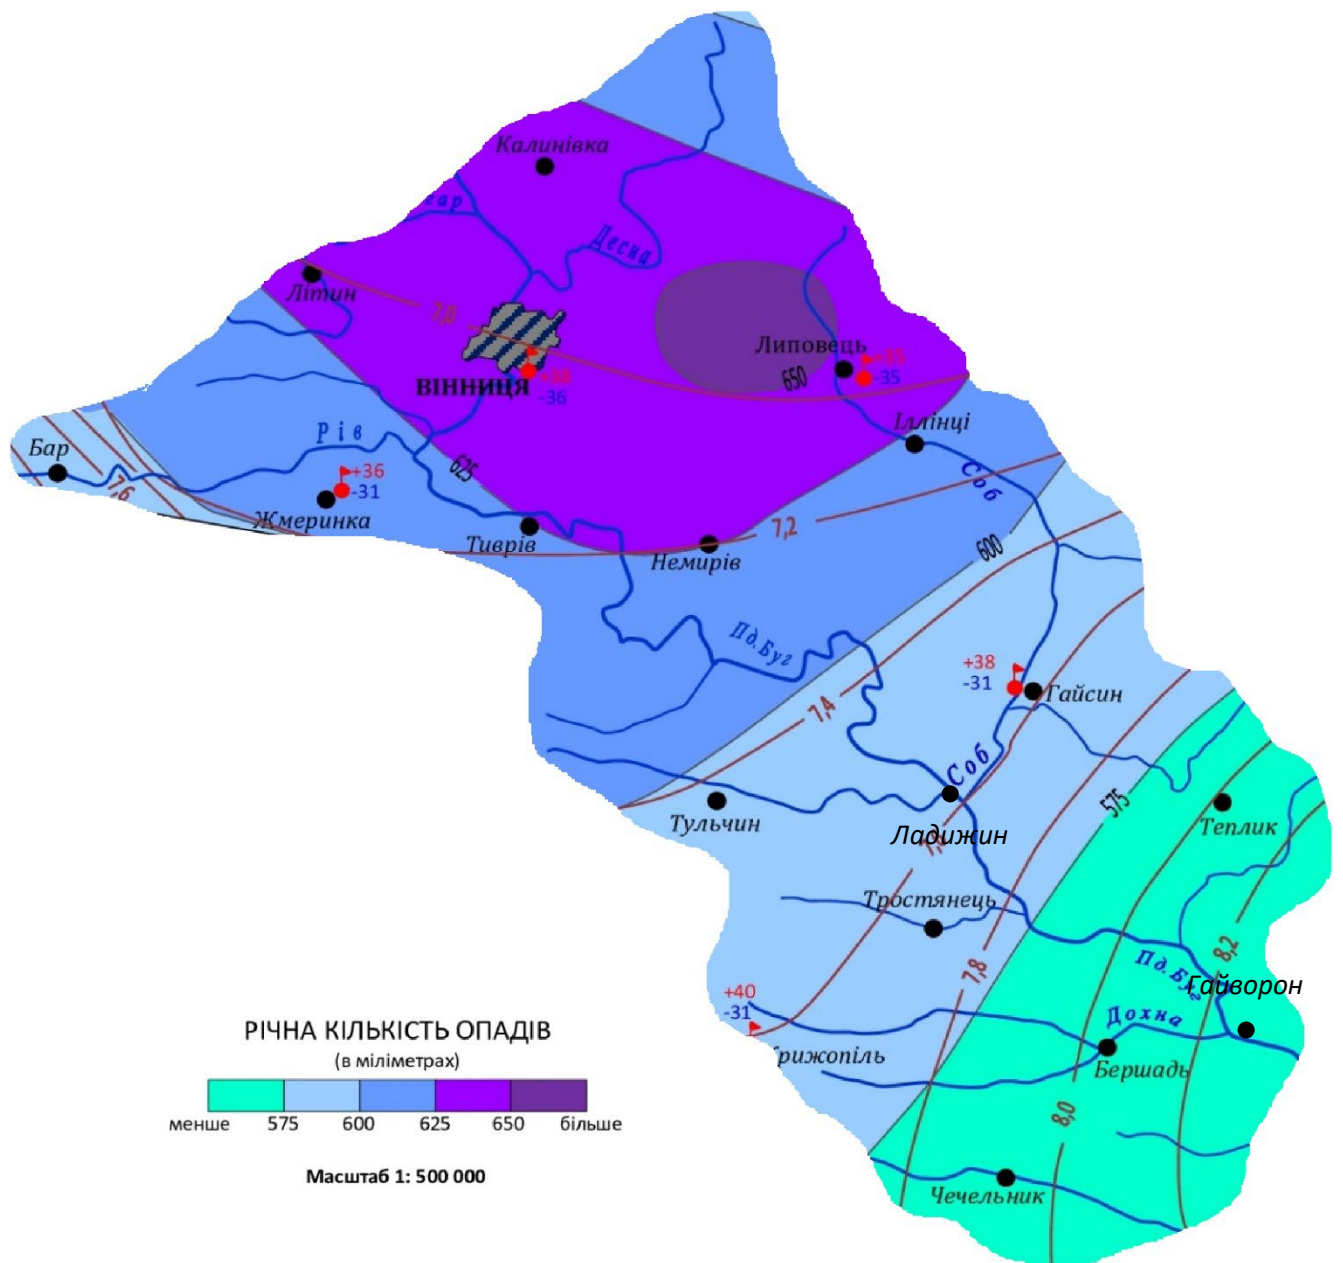 Калинівка
Десна
Літин
7,0
Липовець
+35
-35
650
ВІННИЦЯ
+38
-36
Іллінці
Рів
Бар
7,6
+36
-31
Жмеринка
625
Соб
Тиврів
7,2
Немирів
600
Пд.Буг
+38
-31
Гайсин
7,4
Соб
575
Тульчин
Ладижин
Теплик
Тростянець
7,8
8,2
Пд.Буг
Гайворон
+40
-31
Дохна
рижопіль
Бершадь
8,0
Чечельник
РІЧНА КІЛЬКІСТЬ ОПАДІВ
(в міліметрах)
менше 575 600 625 650 більше
Масштаб 1: 500 000